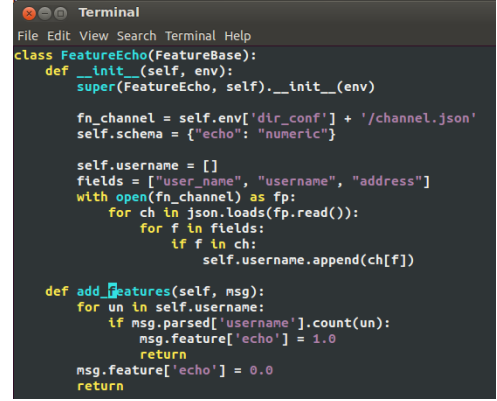 Terminal
File Edit View Search Terminal Help
class FeatureEcho(FeatureBase):
    def __init__(self, env):
        super(FeatureEcho, self).__init__(env)

        fn_channel = self.env['dir_conf'] + '/channel.json'
        self.schema = {"echo": "numeric"}

        self.username = []
        fields = ["user_name", "username", "address"]
        with open(fn_channel) as fp:
            for ch in json.loads(fp.read()):
                for f in fields:
                    if f in ch:
                        self.username.append(ch[f])

    def add_features(self, msg):
        for un in self.username:
            if msg.parsed['username'].count(un):
                msg.feature['echo'] = 1.0
                return
        msg.feature['echo'] = 0.0
        return